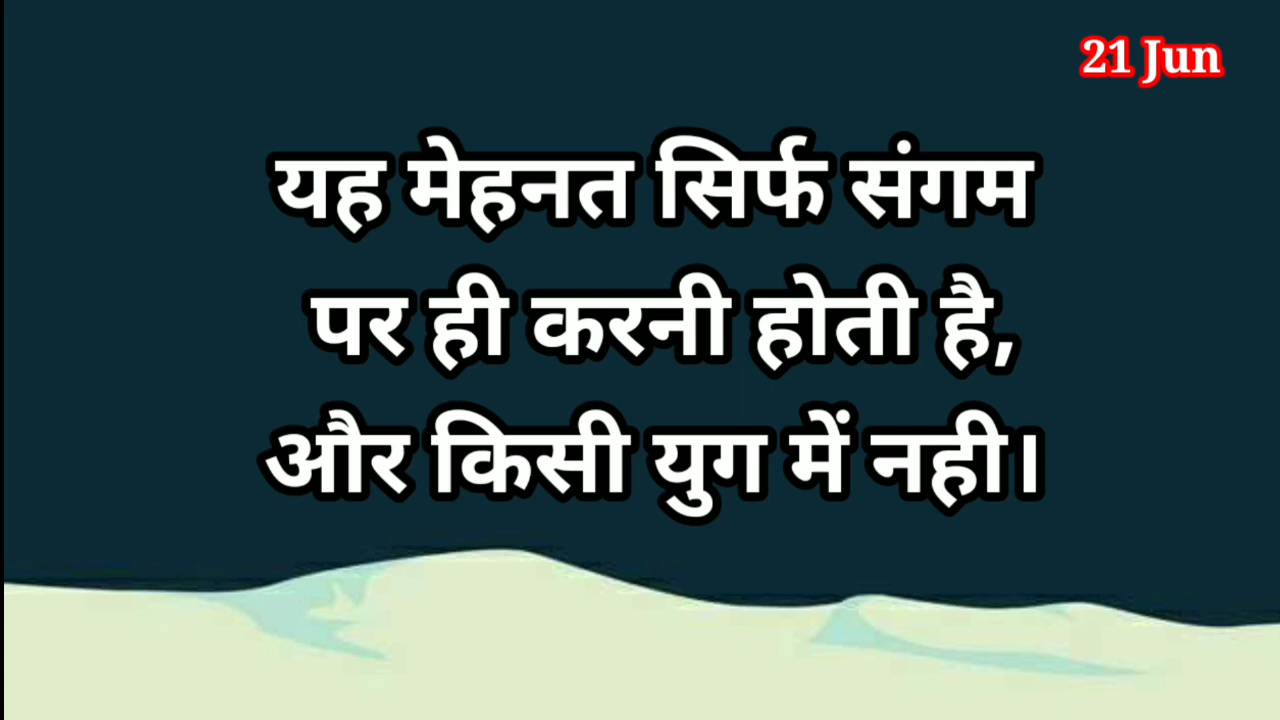 21 Jun
यह मेहनत सिर्फ संगम
पर ही करनी होती है,
और किसी युग में नही।